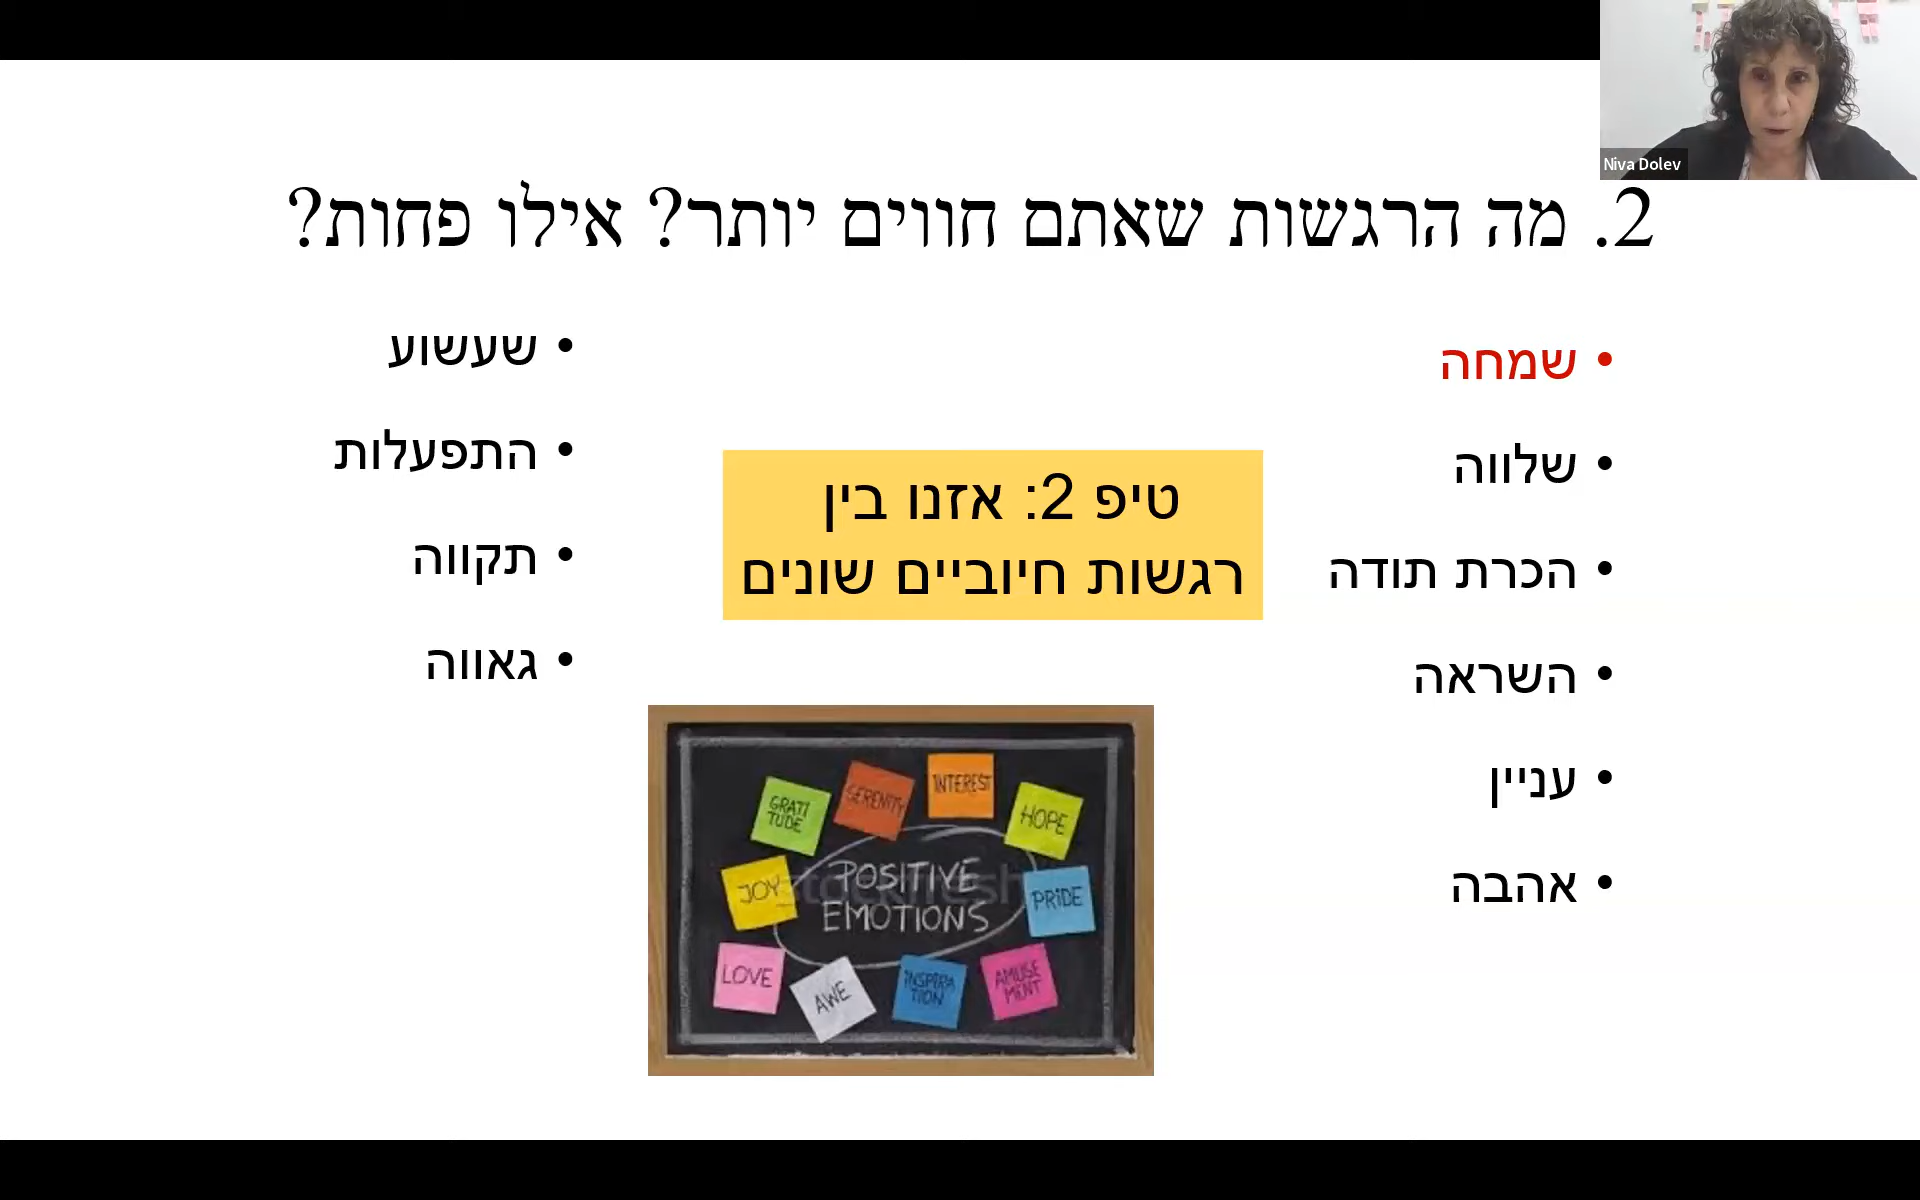 Niva Dolev
2. מה הרגשות שאתם חווים יותר? אילו פחות?
• שמחה
• שלווה
• הכרת תודה
• השראה
• עניין
• אהבה
• שעשוע
• התפעלות
• תקווה
• גאווה
טיפ 2: אזנו בין
רגשות חיוביים שונים
GRATI
TUDE
SERENITY
INTEREST
HOPE
JOY
POSITIVE
EMOTIONS
PRIDE
LOVE
AWE
INSPIRA
TION
AMUSE
MENT